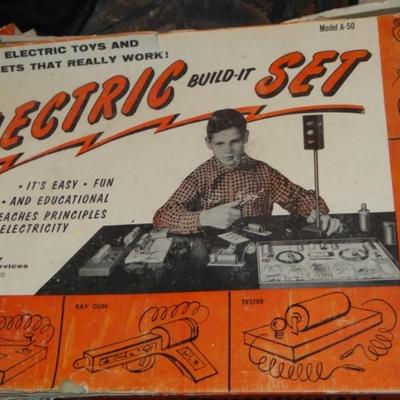 ELECTRIC TOYS AND
ETS THAT REALLY WORK!
Model A-50
ECTRIC BUILD-IT SET
• IT'S EASY • FUN
• AND EDUCATIONAL
EACHES PRINCIPLES
ELECTRICITY
evices
RAY GUN
TESTER